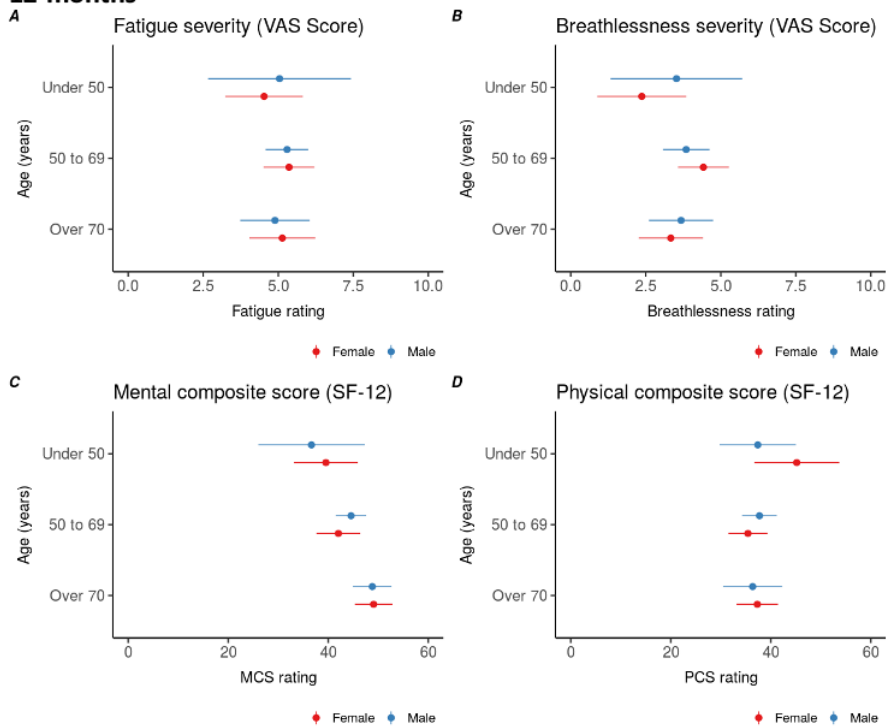 12 months
A
Fatigue severity (VAS Score)
Under 50
50 to 69
Over 70
Age (years)
0.0 2.5 5.0 7.5 10.0
Fatigue rating
Female Male
B
Breathlessness severity (VAS Score)
Under 50
50 to 69
Over 70
Age (years)
0.0 2.5 5.0 7.5 10.0
Breathlessness rating
Female Male
C
Mental composite score (SF-12)
Under 50
50 to 69
Over 70
Age (years)
0 20 40 60
MCS rating
Female Male
D
Physical composite score (SF-12)
Under 50
50 to 69
Over 70
Age (years)
0 20 40 60
PCS rating
Female Male